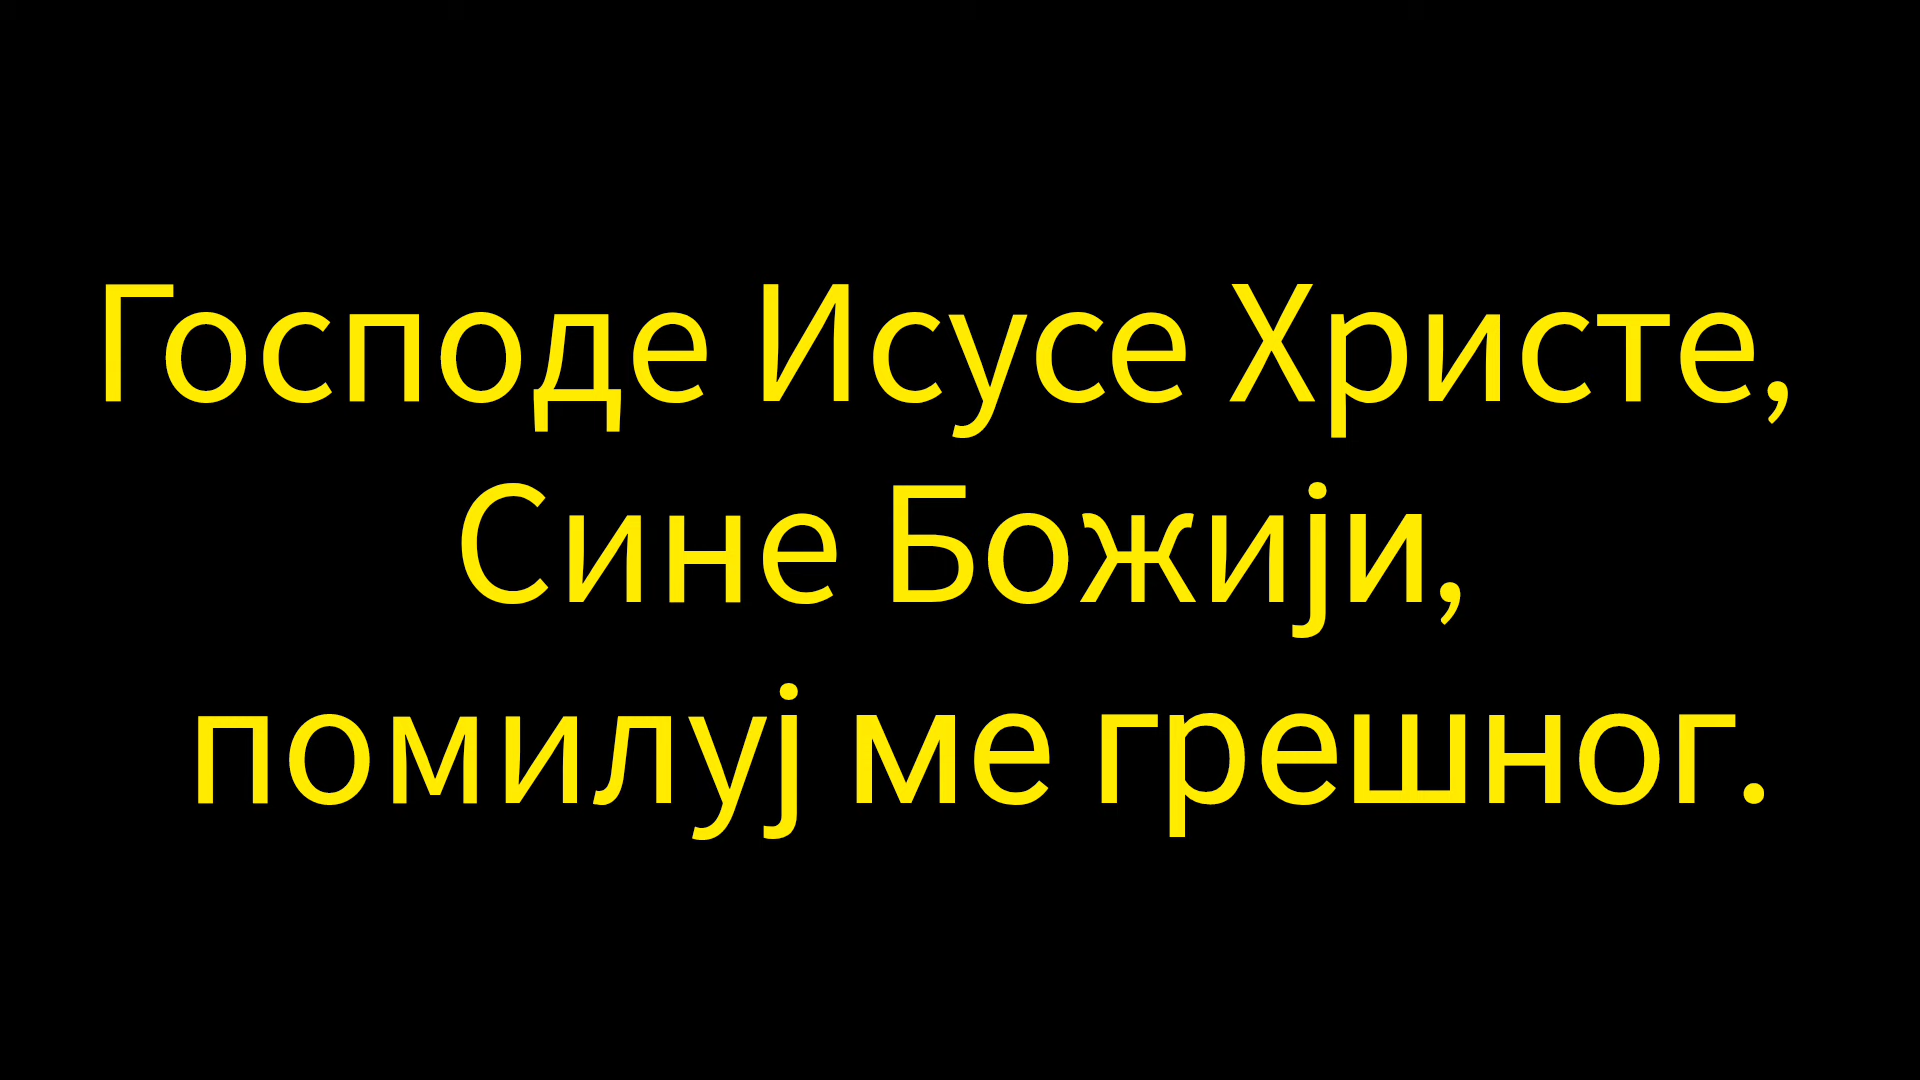 Господе Исусе Христе,
Сине Божији,
помилуј ме грешног.